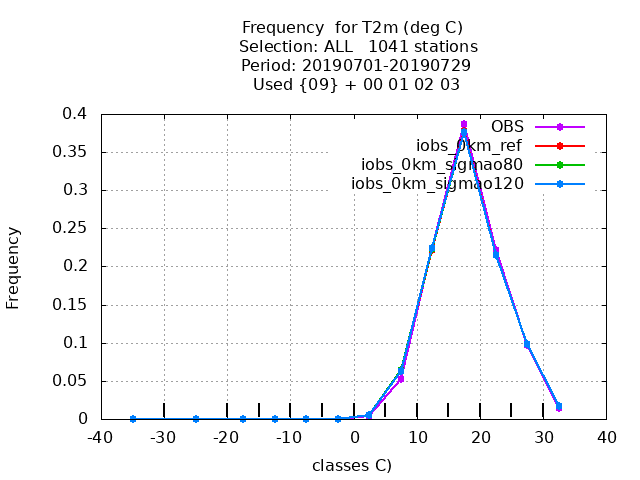 Frequency  for T2m (deg C)
Selection: ALL   1041 stations
Period: 20190701-20190729
Used {09} + 00 01 02 03
OBS
iobs_0km_ref
iobs_0km_sigmao80
iobs_0km_sigmao120
Frequency
0.4
0.35
0.3
0.25
0.2
0.15
0.1
0.05
0
-40 -30 -20 -10 0 10 20 30 40
classes C)